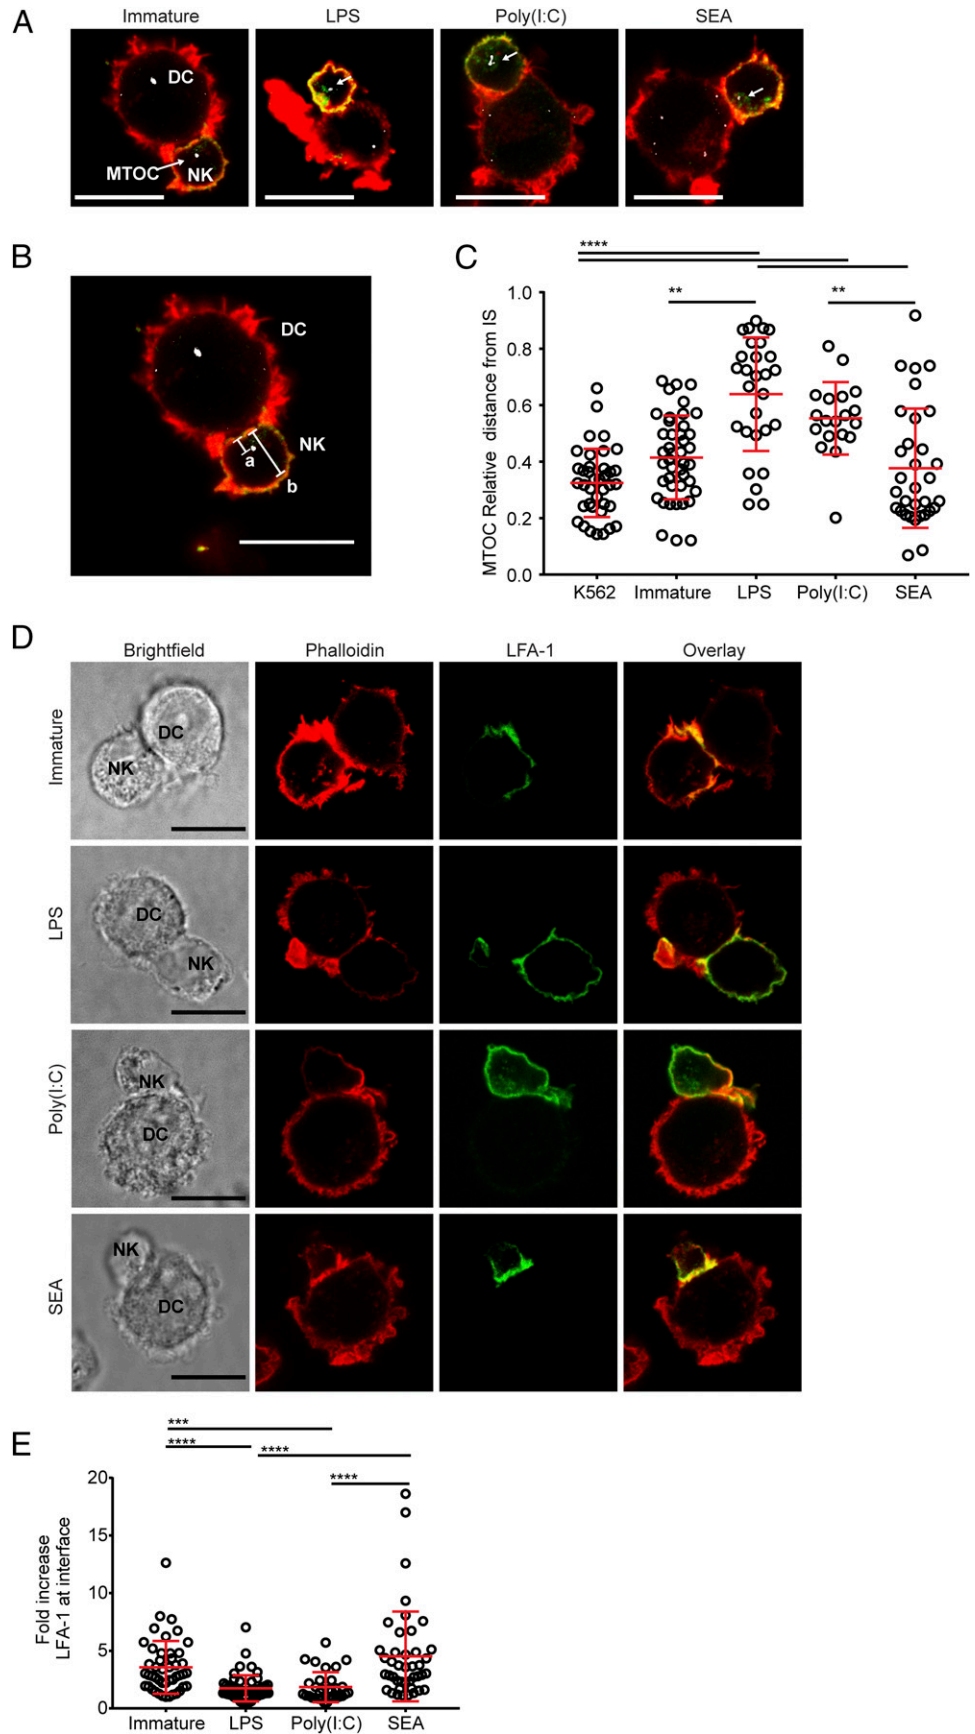 A
Immature LPS Poly(I:C) SEA
DC
MTOC
NK
B
DC
NK
a
b
C
****
** **
MTOC Relative distance from IS
1.0
0.8
0.6
0.4
0.2
0.0
K562 Immature LPS Poly(I:C) SEA
D
Brightfield Phalloidin LFA-1 Overlay
Immature
DC
NK
LPS
DC
NK
Poly(I:C)
NK
DC
SEA
NK
DC
E
***
**** ****
****
Fold increase
LFA-1 at interface
20
15
10
5
0
Immature LPS Poly(I:C) SEA